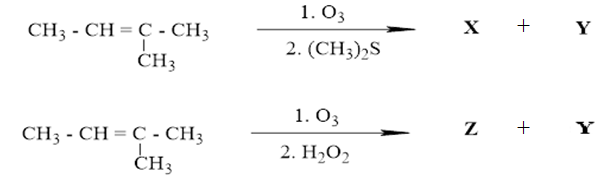 1. O3
CH3 - CH = C - CH3 X + Y
CH3 2. (CH3)2S
1. O3
CH3 - CH = C - CH3 Z + Y
CH3 2. H2O2